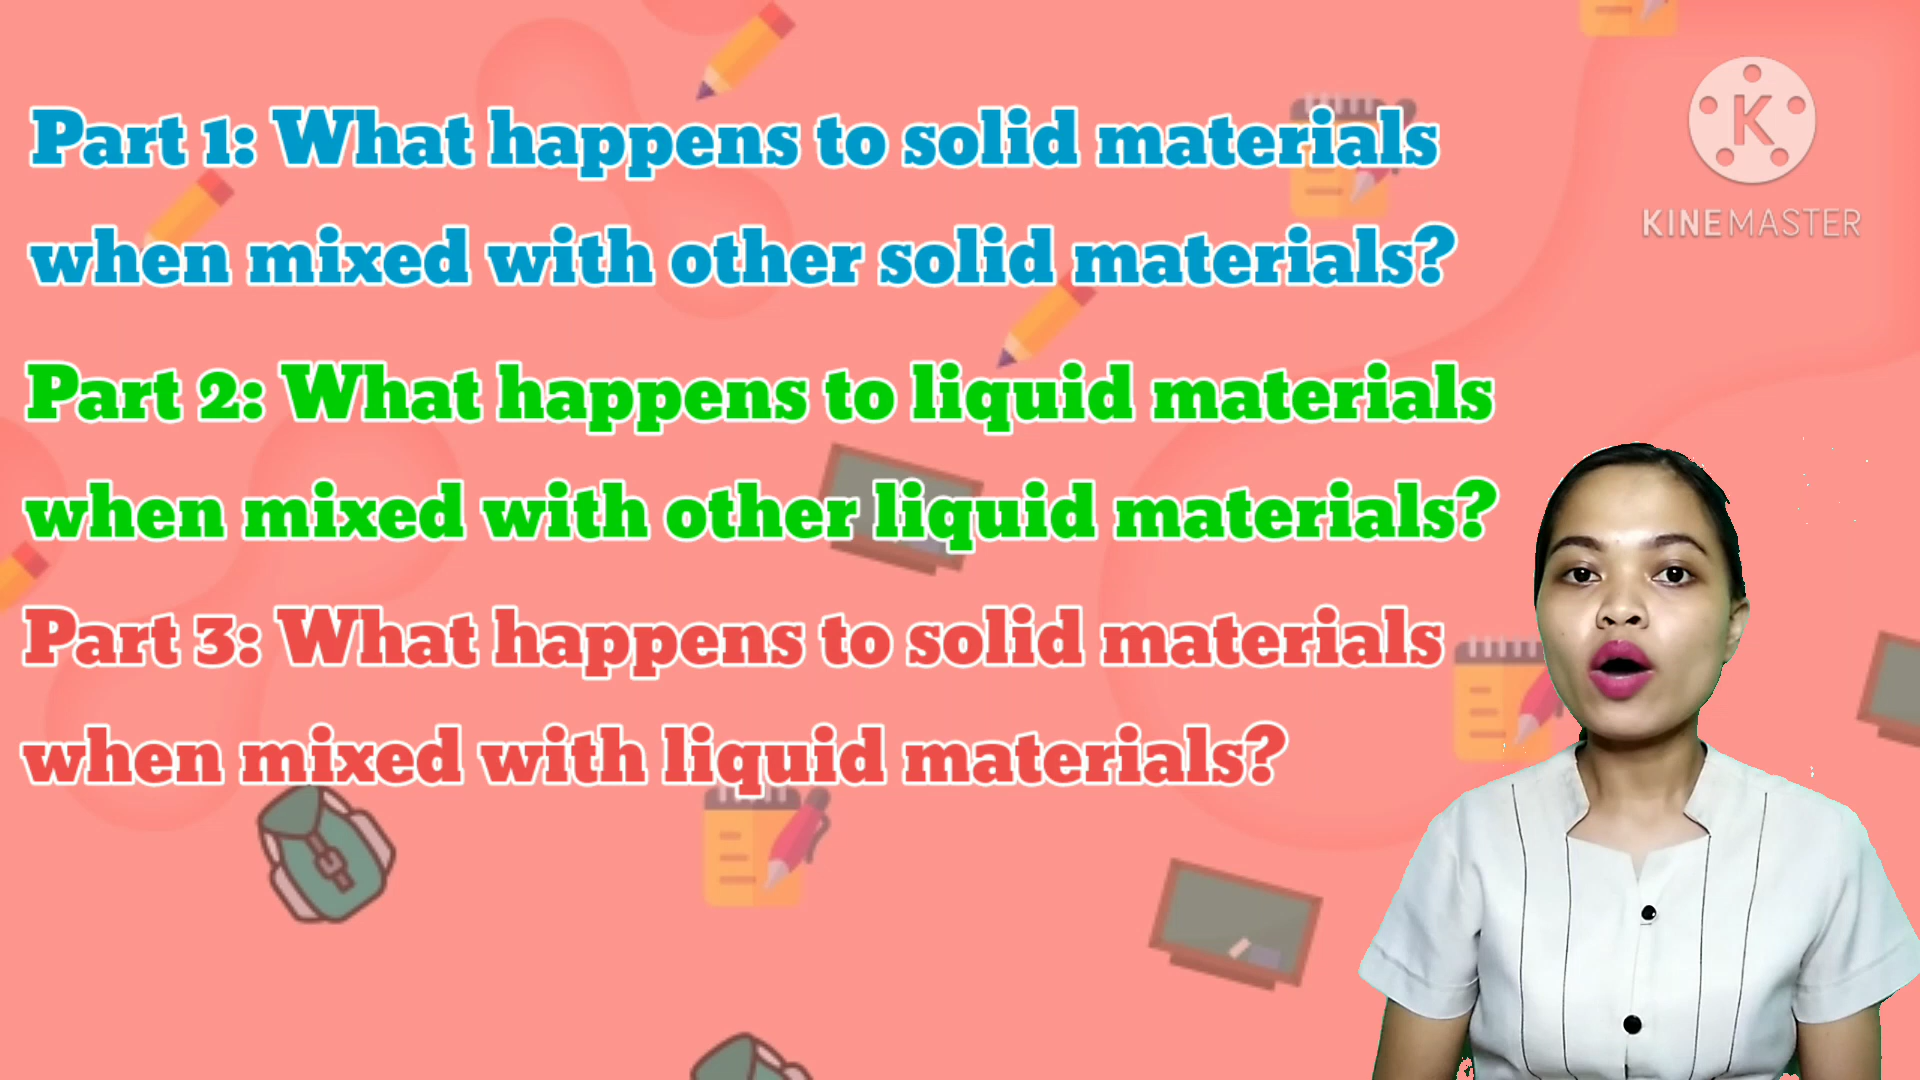 Part 1: What happens to solid materials
when mixed with other solid materials?
Part 2: What happens to liquid materials
when mixed with other liquid materials?
Part 3: What happens to solid materials
when mixed with liquid materials?
K
KINEMASTER